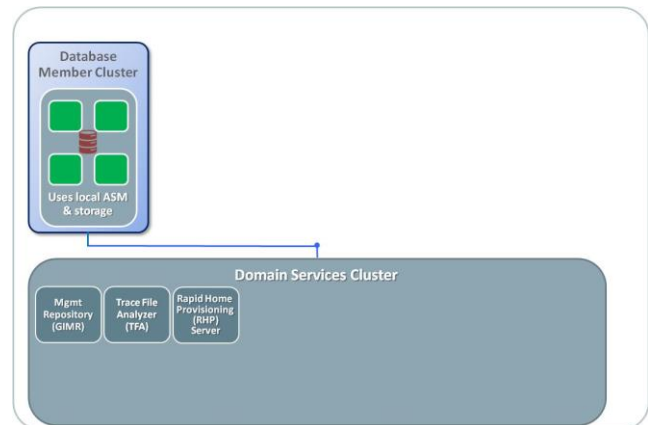 Database
Member Cluster
Uses local ASM
& storage
Domain Services Cluster
Mgmt
Repository
(GIMR)
Trace File
Analyzer
(TFA)
Rapid Home
Provisioning
(RHP)
Server